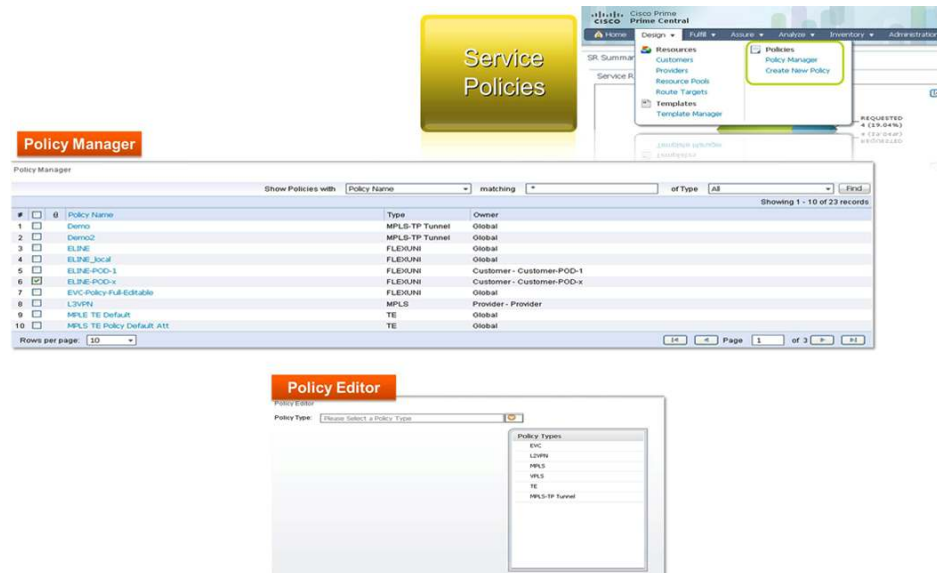 Service
Policies
cisco
Cisco Prime
Prime Central
Home Design Fulfill Assure Analyze Inventory Administration
SR Summar
Service R
Resources
Customers
Providers
Resource Pools
Route Targets
Templates
Template Manager
Policies
Policy Manager
Create New Policy
REQUESTED
4 (19.04%)
Policy Manager
Policy Manager
Show Policies with Policy Name matching * of Type All Find
Showing 1 - 10 of 23 records
# Policy Name Type Owner
1 Demo MPLS-TP Tunnel Global
2 Demo2 MPLS-TP Tunnel Global
3 ELINE FLEXUNI Global
4 ELINE_local FLEXUNI Global
5 ELINE-POD-1 FLEXUNI Customer - Customer-POD-1
6 ELINE-POD-x FLEXUNI Customer - Customer-POD-x
7 EVC-Policy-Full-Editable FLEXUNI Global
8 L3VPN MPLS Provider - Provider
9 MPLE TE Default TE Global
10 MPLS TE Policy Default Att TE Global
Rows per page: 10 Page 1 of 3
Policy Editor
Policy Editor
Policy Type: Please Select a Policy Type
Policy Types
EVC
L2VPN
MPLS
VPLS
TE
MPLS-TP Tunnel